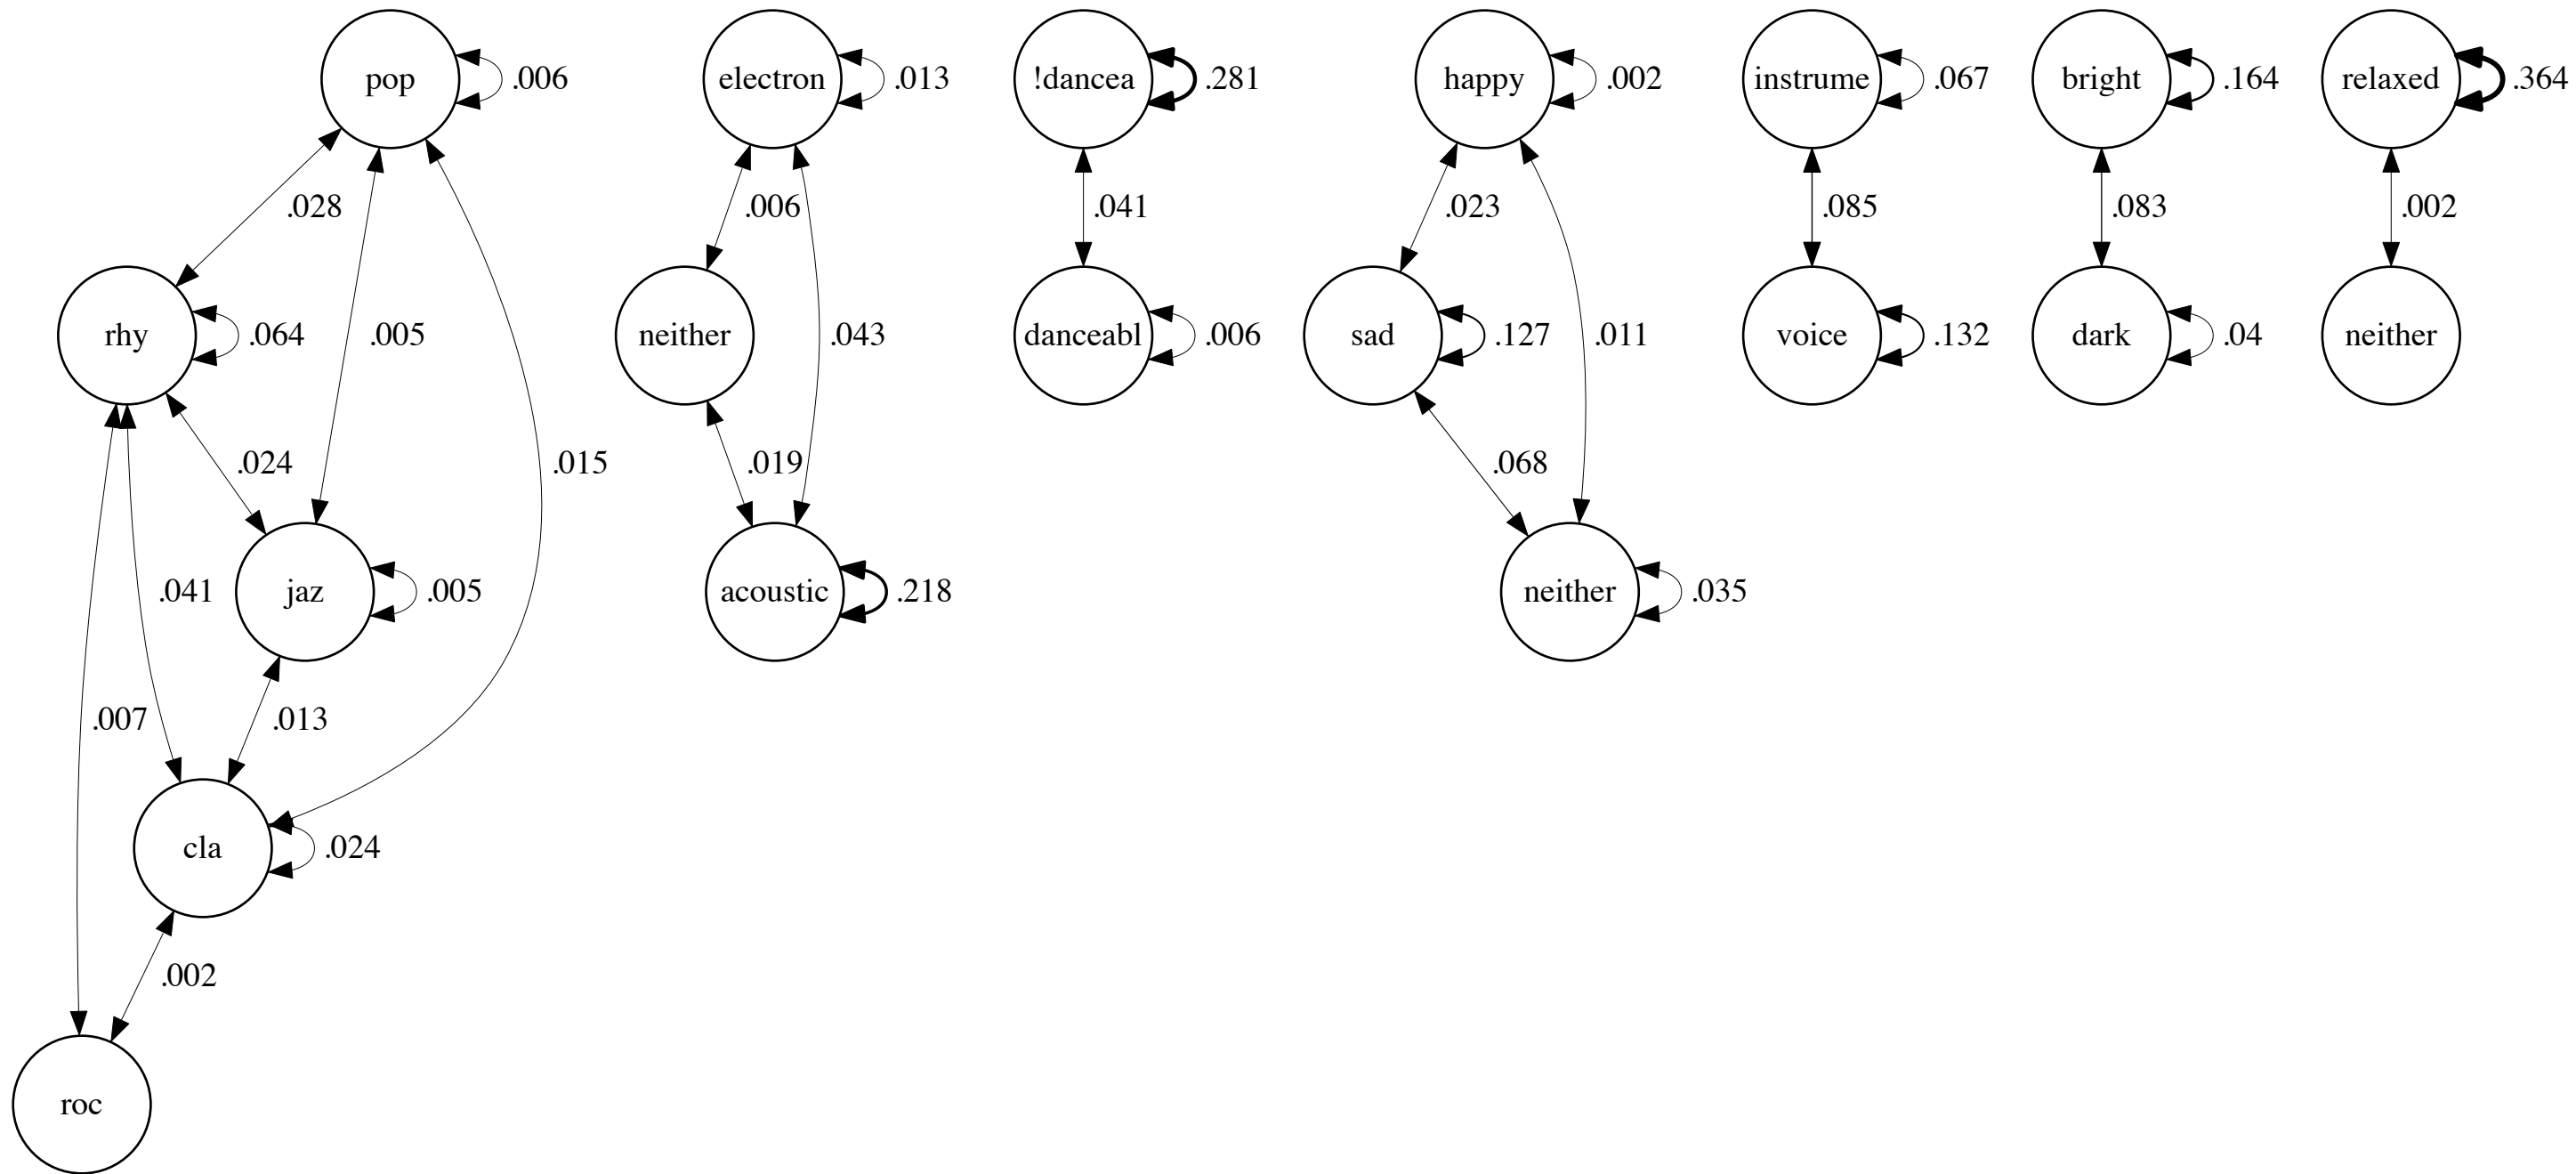 pop .006 electron .013 !dancea .281 happy .002 instrume .067 bright .164 relaxed .364
.028 .006 .041 .023 .085 .083 .002
rhy .064 .005 neither .043 danceabl .006 sad .127 .011 voice .132 dark .04 neither
.024 .015 .019 .068
.041 jaz .005 acoustic .218 neither .035
.007 .013
cla .024
.002
roc